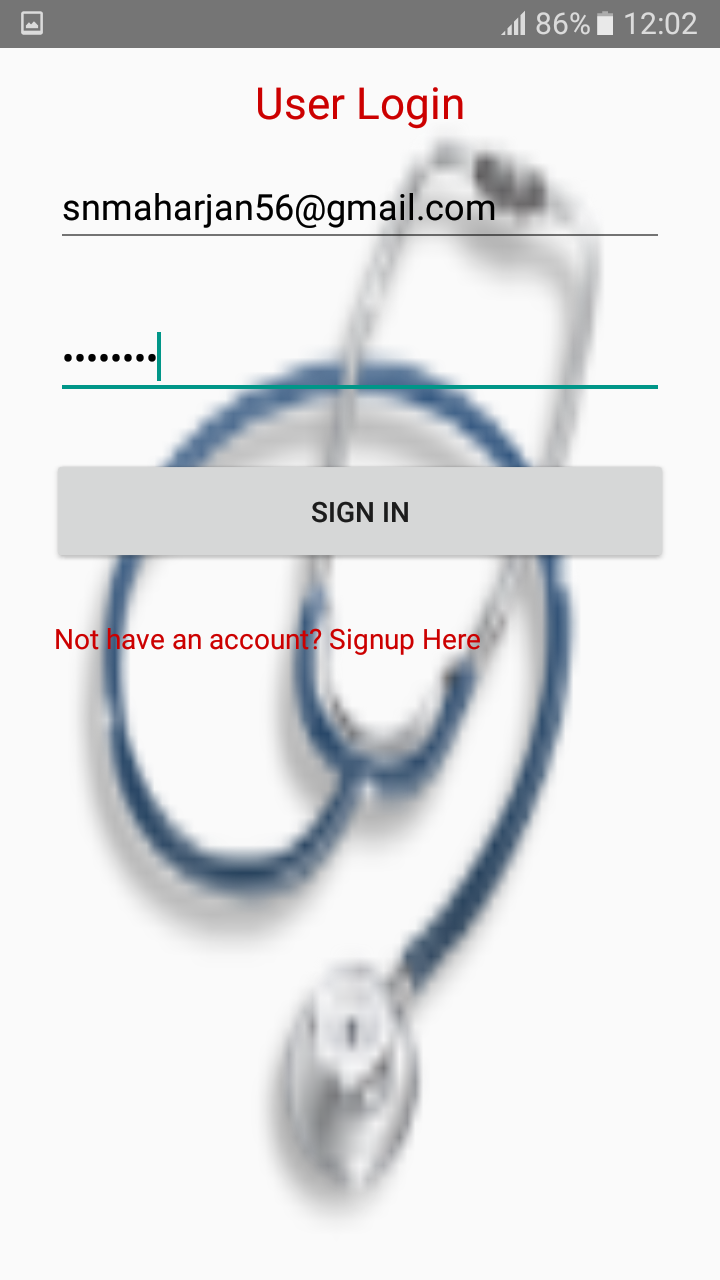 86% 12:02
User Login
snmaharjan56@gmail.com
••••••••
SIGN IN
Not have an account? Signup Here